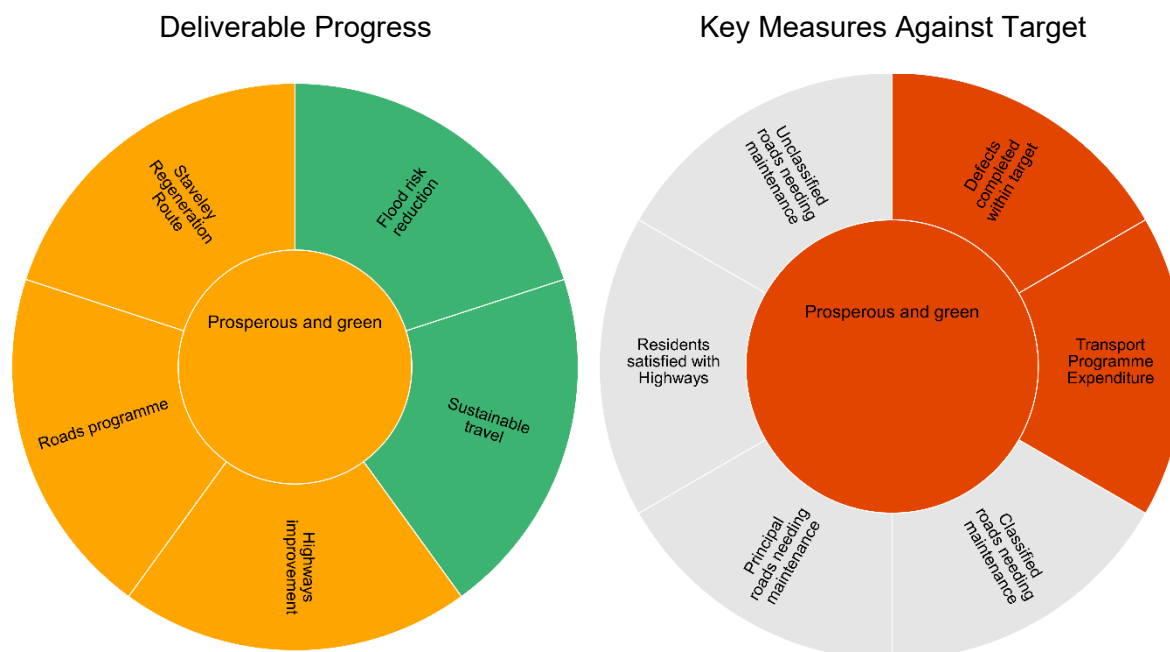 Deliverable Progress
Key Measures Against Target
Staveley
Regeneration
Route
Flood risk
reduction
Prosperous and green
Roads programme
Sustainable
travel
Highways
improvement
Unclassified
roads needing
maintenance
Defects
completed
within target
Prosperous and green
Residents
satisfied with
Highways
Transport
Programme
Expenditure
Principal
roads needing
maintenance
Classified
roads needing
maintenance